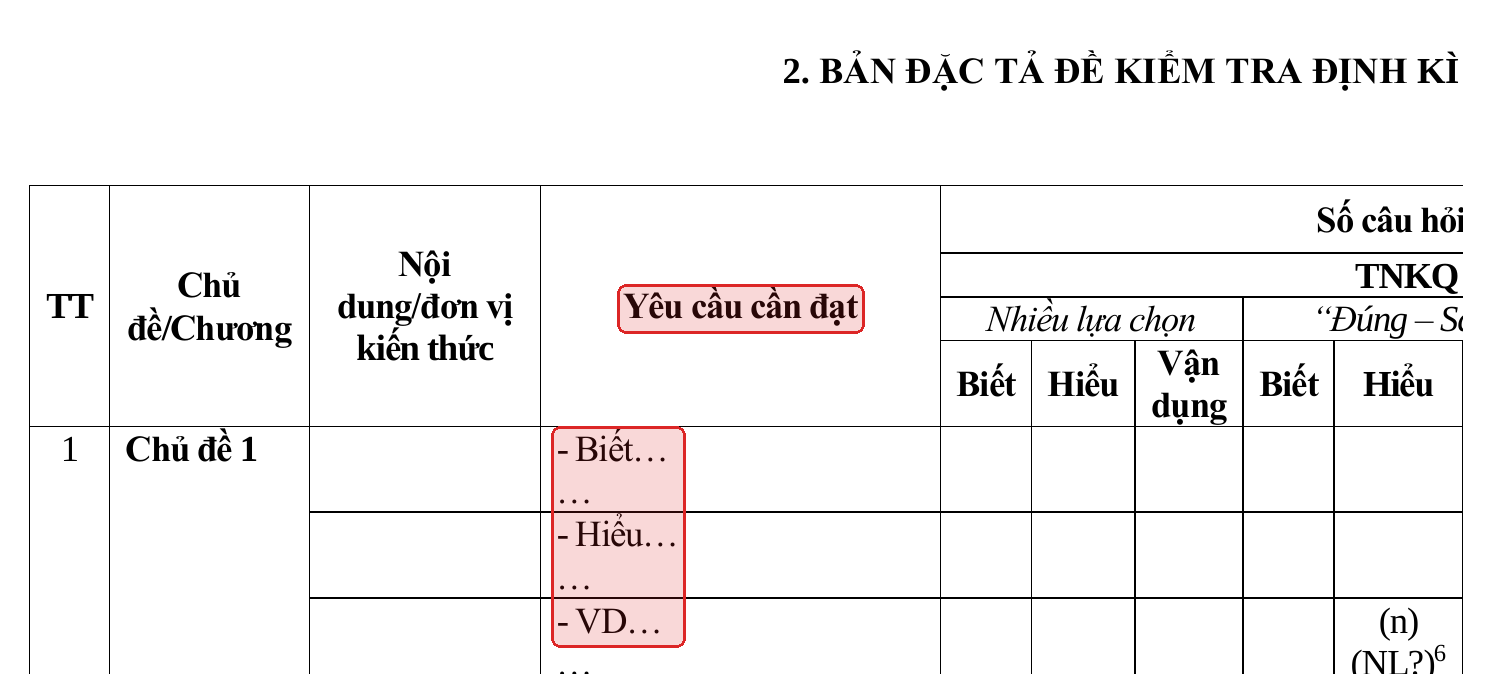 2. BẢN ĐẶC TẢ ĐỀ KIỂM TRA ĐỊNH KÌ
TT
Chủ
đề/Chương
Nội
dung/đơn vị
kiến thức
Yêu cầu cần đạt
Số câu hỏi
TNKQ
Nhiều lựa chọn
“Đúng – Sa
Biết
Hiểu
Vận
dụng
Biết
Hiểu
1
Chủ đề 1
- Biết…
…
- Hiểu…
…
- VD…
…
(n)
(NL?)6